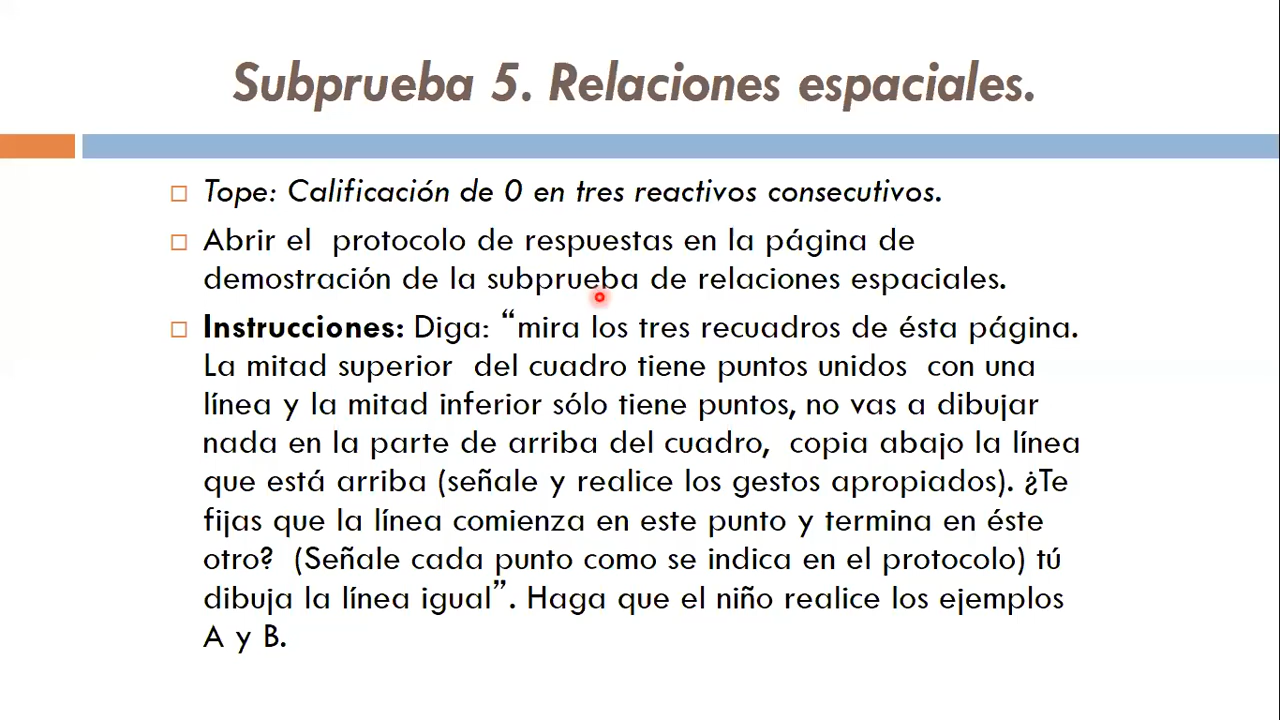 Subprueba 5. Relaciones espaciales.
Tope: Calificación de 0 en tres reactivos consecutivos.
Abrir el protocolo de respuestas en la página de
demostración de la subprueba de relaciones espaciales.
Instrucciones: Diga: “mira los tres recuadros de ésta página.
La mitad superior del cuadro tiene puntos unidos con una
línea y la mitad inferior sólo tiene puntos, no vas a dibujar
nada en la parte de arriba del cuadro, copia abajo la línea
que está arriba (señale y realice los gestos apropiados). ¿Te
fijas que la línea comienza en este punto y termina en éste
otro? (Señale cada punto como se indica en el protocolo) tú
dibuja la línea igual”. Haga que el niño realice los ejemplos
A y B.